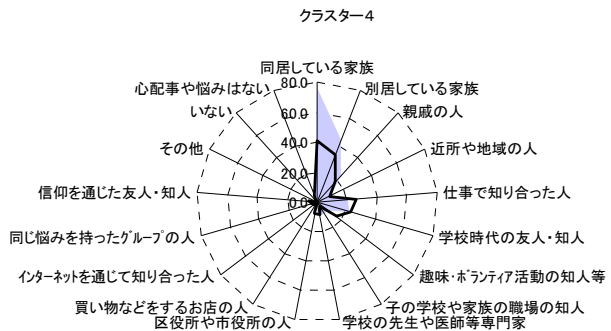 クラスター４
同居している家族
別居している家族
親戚の人
近所や地域の人
仕事で知り合った人
学校時代の友人・知人
趣味･ﾎﾞﾗﾝﾃｨｱ活動の知人等
子の学校や家族の職場の知人
学校の先生や医師等専門家
区役所や市役所の人
買い物などをするお店の人
ｲﾝﾀｰﾈｯﾄを通じて知り合った人
同じ悩みを持ったｸﾞﾙｰﾌﾟの人
信仰を通じた友人・知人
その他
いない
心配事や悩みはない
80.0
60.0
40.0
20.0
0.0